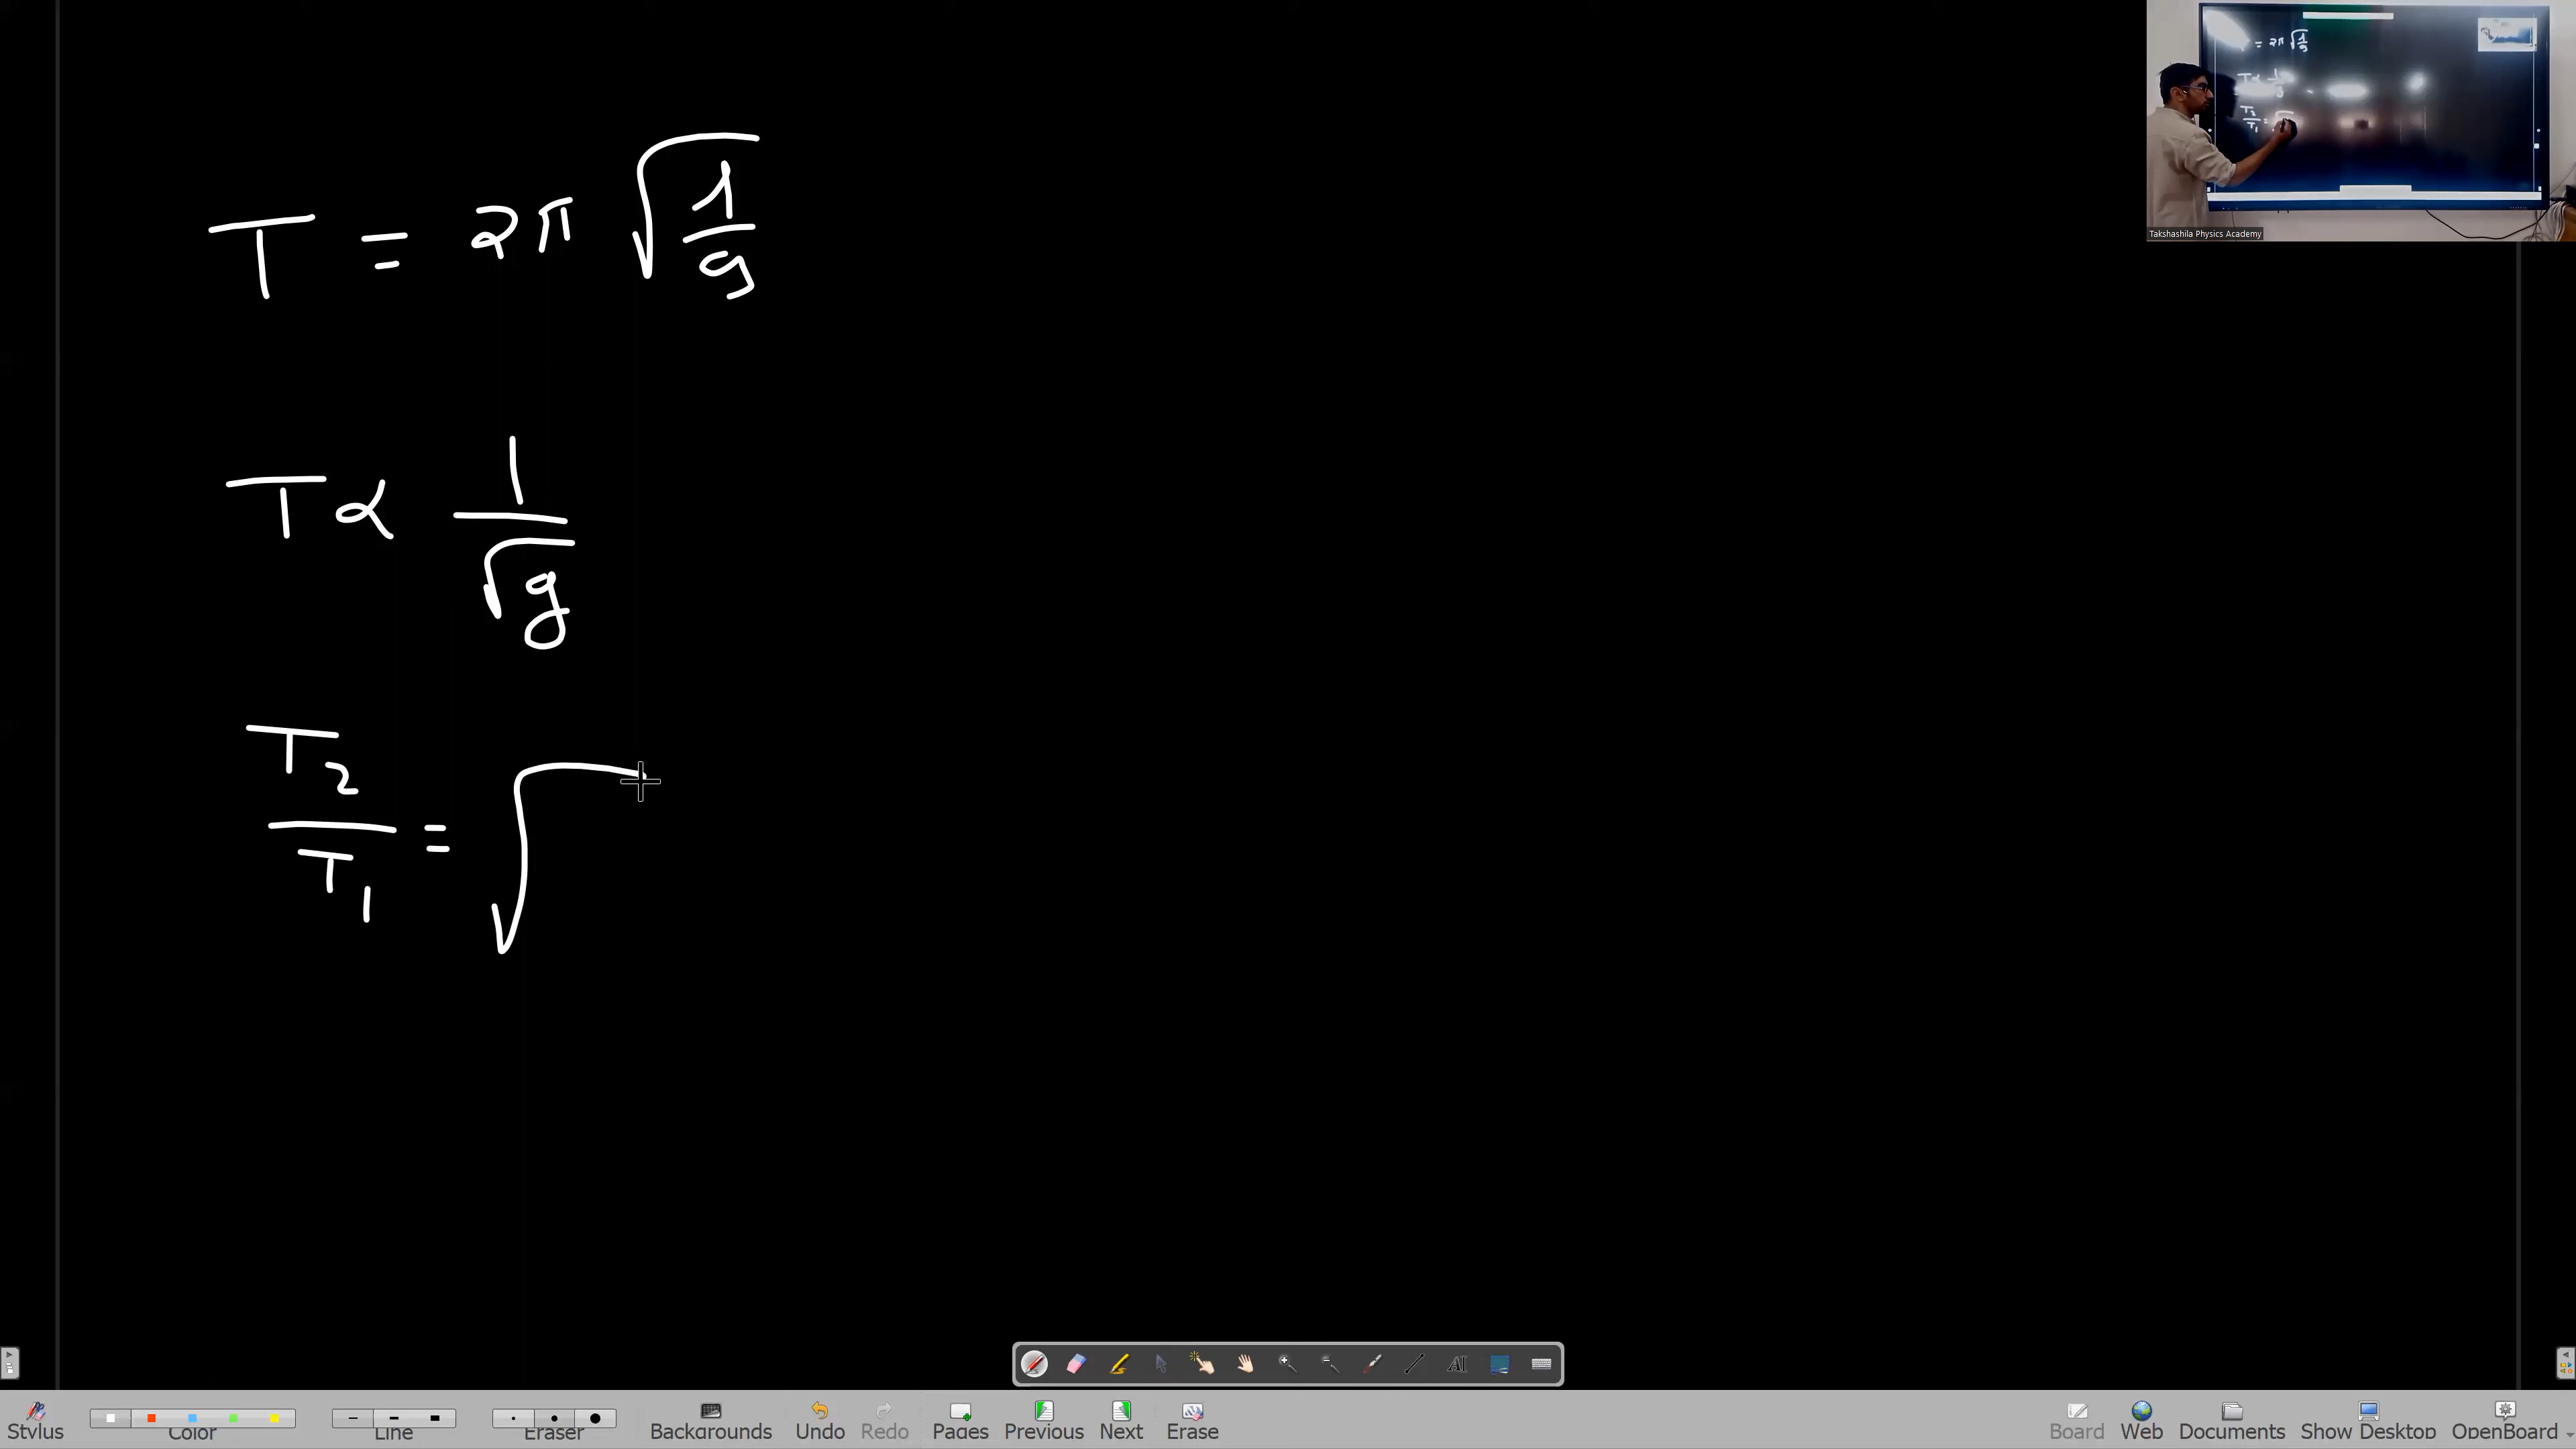 Takshashila Physics Academy
T = 2π √(1/g)
T ∝ 1/√g
T₂/T₁ = √
Stylus Color Line Eraser Backgrounds Undo Redo Pages Previous Next Erase Board Web Documents Show Desktop OpenBoard